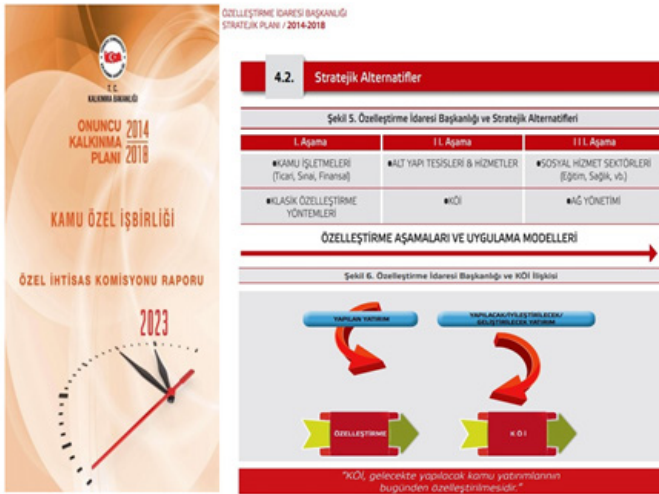 T. C.
KALKINMA BAKANLIĞI
ONUNCU
KALKINMA
PLANI
2014
2018
KAMU ÖZEL İŞBİRLİĞİ
ÖZEL İHTİSAS KOMİSYONU RAPORU
2023
ÖZELLEŞTİRME İDARESİ BAŞKANLIĞI
STRATEJİK PLANI / 2014-2018
4.2. Stratejik Alternatifler
Şekil 5. Özelleştirme İdaresi Başkanlığı ve Stratejik Alternatifleri
I. Aşama
II. Aşama
III. Aşama
•KAMU İŞLETMELERİ
(Ticari, Sınai, Finansal)
•ALT YAPI TESİSLERİ & HİZMETLER
•SOSYAL HİZMET SEKTÖRLERİ
(Eğitim, Sağlık, vb.)
•KLASİK ÖZELLEŞTİRME
YÖNTEMLERİ
•KÖİ
•AĞ YÖNETİMİ
ÖZELLEŞTİRME AŞAMALARI VE UYGULAMA MODELLERİ
Şekil 6. Özelleştirme İdaresi Başkanlığı ve KÖİ İlişkisi
YAPILAN YATIRIM
YAPILACAK/İYİLEŞTİRİLECEK/
GELİŞTİRİLECEK YATIRIM
ÖZELLEŞTİRME
K Ö İ
"KÖİ, gelecekte yapılacak kamu yatırımlarının
bugünden özelleştirilmesidir."